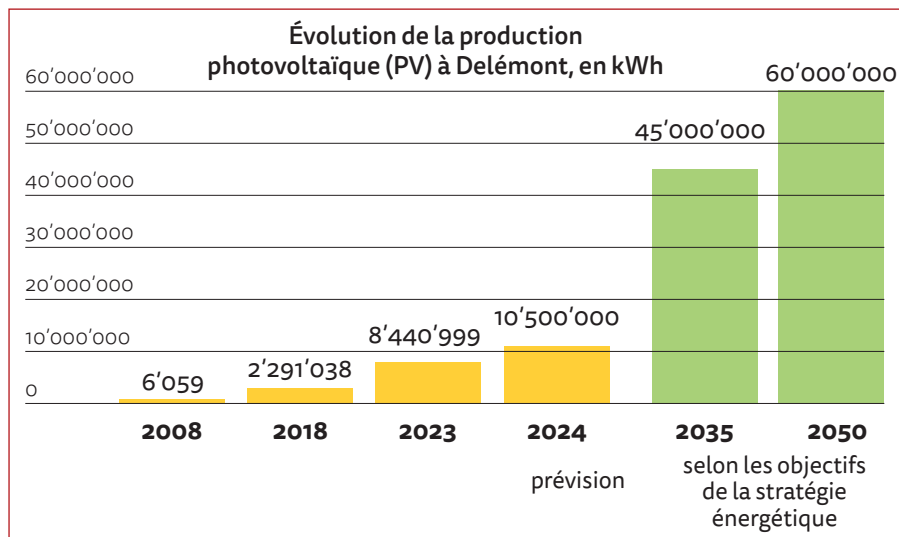 Évolution de la production
photovoltaïque (PV) à Delémont, en kWh
60’000’000
60’000’000
50’000’000
45’000’000
40’000’000
30’000’000
20’000’000
10’000’000
10’500’000
8’440’999
2’291’038
6’059
0
2008 2018 2023 2024 2035 2050
prévision
selon les objectifs
de la stratégie
énergétique